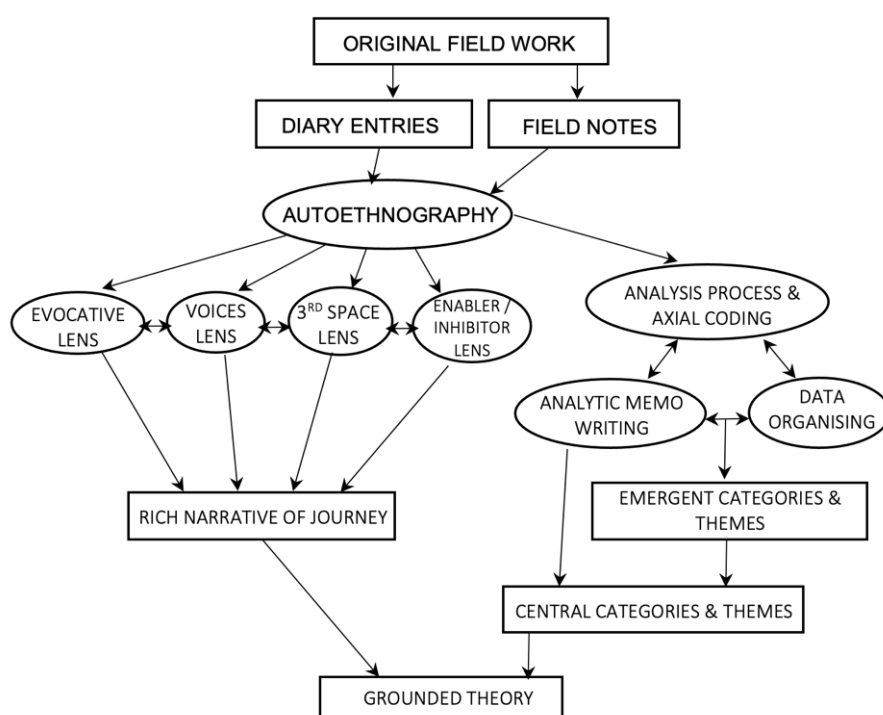 ORIGINAL FIELD WORK
DIARY ENTRIES
FIELD NOTES
AUTOETHNOGRAPHY
EVOCATIVE
LENS
VOICES
LENS
3RD SPACE
LENS
ENABLER /
INHIBITOR
LENS
ANALYSIS PROCESS &
AXIAL CODING
ANALYTIC MEMO
WRITING
DATA
ORGANISING
RICH NARRATIVE OF JOURNEY
EMERGENT CATEGORIES &
THEMES
CENTRAL CATEGORIES & THEMES
GROUNDED THEORY